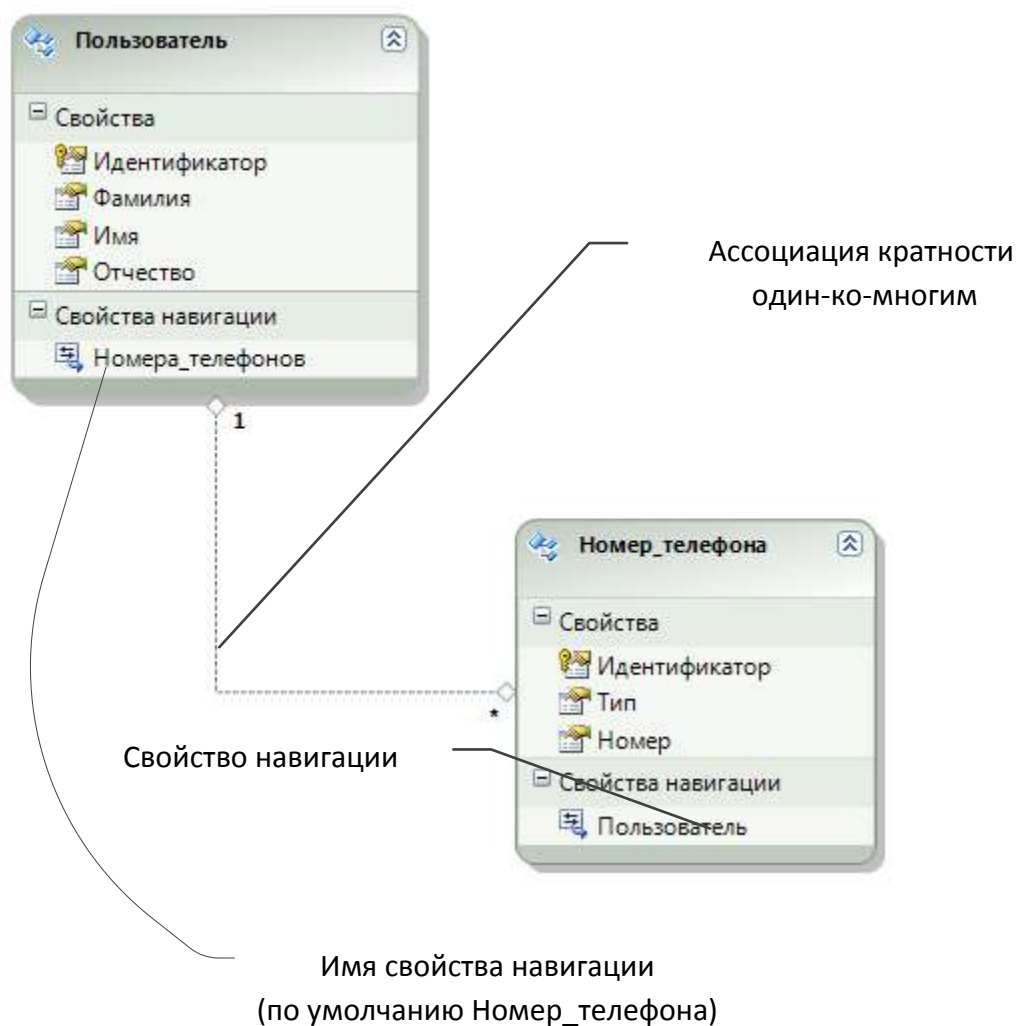 Пользователь
Свойства
Идентификатор
Фамилия
Имя
Отчество
Свойства навигации
Номера_телефонов
1
Ассоциация кратности
один-ко-многим
Номер_телефона
Свойства
Идентификатор
Тип
Номер
Свойства навигации
Пользователь
*
Свойство навигации
Имя свойства навигации
(по умолчанию Номер_телефона)